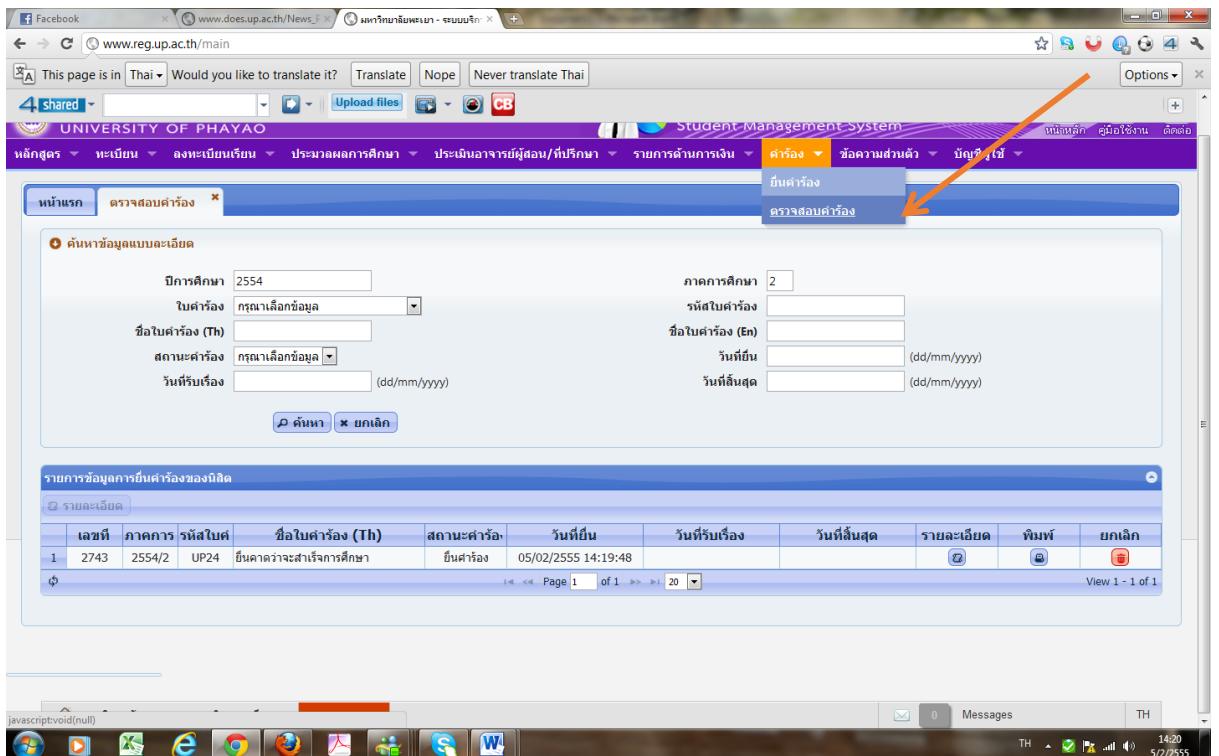 Facebook
www.does.up.ac.th/News_F
มหาวิทยาลัยพะเยา - ระบบบริก
www.reg.up.ac.th/main
This page is in Thai Would you like to translate it? Translate Nope Never translate Thai Options
4 shared Upload files CB
UNIVERSITY OF PHAYAO Student Management System หน้าหลัก คู่มือใช้งาน ติดต่อ
หลักสูตร ทะเบียน ลงทะเบียนเรียน ประมวลผลการศึกษา ประเมินอาจารย์ผู้สอน/ที่ปรึกษา รายการด้านการเงิน คำร้อง ข้อความส่วนตัว บัญชีผู้ใช้
ยื่นคำร้อง
ตรวจสอบคำร้อง
หน้าแรก ตรวจสอบคำร้อง
ค้นหาข้อมูลแบบละเอียด
ปีการศึกษา 2554 ภาคการศึกษา 2
ใบคำร้อง กรุณาเลือกข้อมูล รหัสใบคำร้อง
ชื่อใบคำร้อง (Th) ชื่อใบคำร้อง (En)
สถานะคำร้อง กรุณาเลือกข้อมูล วันที่ยื่น (dd/mm/yyyy)
วันที่รับเรื่อง (dd/mm/yyyy) วันที่สิ้นสุด (dd/mm/yyyy)
ค้นหา ยกเลิก
รายการข้อมูลการยื่นคำร้องของนิสิต
รายละเอียด
เลขที่ ภาคการ รหัสใบคำ ชื่อใบคำร้อง (Th) สถานะคำร้อง วันที่ยื่น วันที่รับเรื่อง วันที่สิ้นสุด รายละเอียด พิมพ์ ยกเลิก
1 2743 2554/2 UP24 ยื่นคาดว่าจะสำเร็จการศึกษา ยื่นคำร้อง 05/02/2555 14:19:48
Page 1 of 1 20 View 1 - 1 of 1
javascript:void(null) 0 Messages TH
TH 14:20
5/2/2555